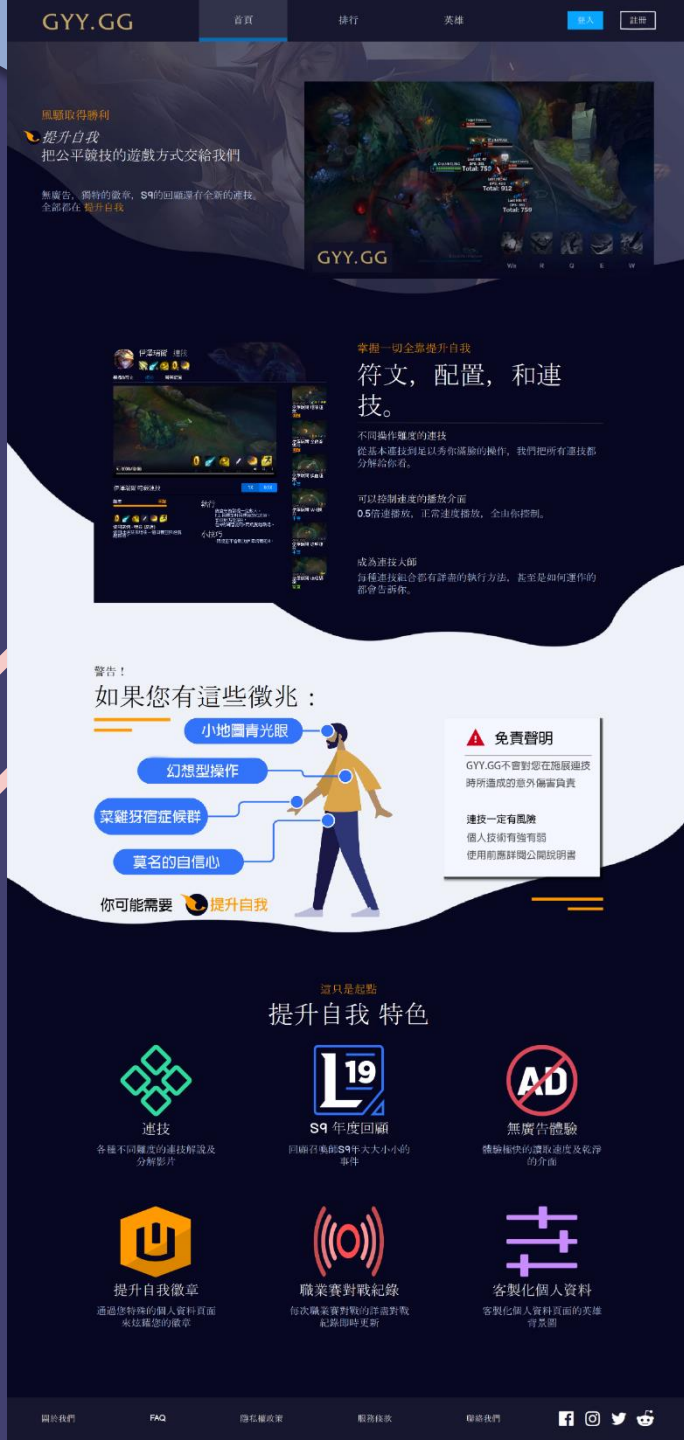 GYY.GG
首頁
排行
英雄
登入
註冊
風騷取得勝利
提升自我
把公平競技的遊戲方式交給我們
無廣告, 獨特的徽章, S9的回顧還有全新的連技,
全部都在 提升自我
Total: 759
Total: 912
Total: 759
GYY.GG
R
Q
E
W
伊澤瑞爾 連技
掌握一切全靠提升自我
符文, 配置, 和連
技。
不同操作難度的連技
從基本連技到足以秀你滿臉的操作, 我們把所有連技都
分解給你看。
可以控制速度的播放介面
0.5倍速播放, 正常速度播放, 全由你控制。
成為連技大師
每種連技組合都有詳盡的執行方法, 甚至是如何運作的
都會告訴你。
執行
小技巧
警告!
如果您有這些徵兆:
小地圖青光眼
幻想型操作
菜雞犽宿症候群
莫名的自信心
你可能需要 提升自我
免責聲明
GYY.GG不會對您在施展連技
時所造成的意外傷害負責
連技一定有風險
個人技術有強有弱
使用前應詳閱公開說明書
這只是起點
提升自我 特色
L19
AD
連技
S9 年度回顧
無廣告體驗
各種不同難度的連技解說及
分解影片
回顧召喚師S9年大大小小的
事件
體驗極快的讀取速度及乾淨
的介面
提升自我徽章
職業賽對戰紀錄
客製化個人資料
通過您特殊的個人資料頁面
來炫耀您的徽章
每次職業賽對戰的詳盡對戰
紀錄即時更新
客製化個人資料頁面的英雄
背景圖
關於我們
FAQ
隱私權政策
服務條款
聯絡我們